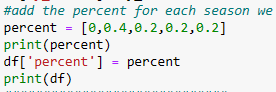 #add the percent for each season we
percent = [0,0.4,0.2,0.2,0.2]
print(percent)
df['percent'] = percent
print(df)